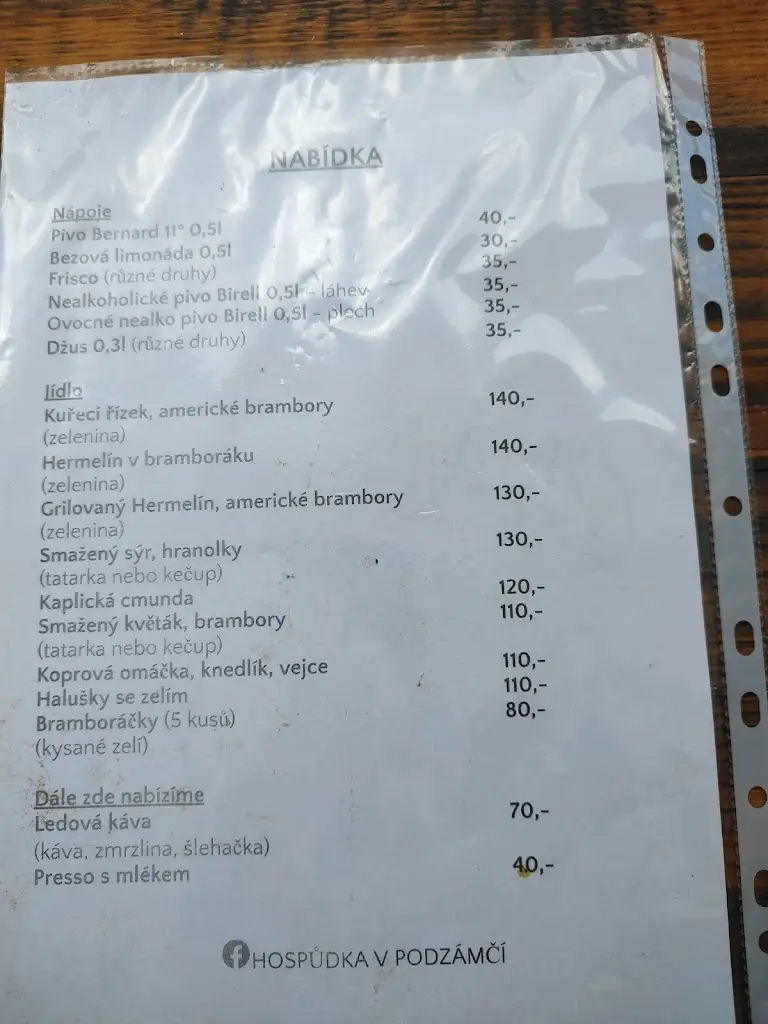 NABÍDKA
Nápoje
Pivo Bernard 11° 0,5l 40,-
Bezová limonáda 0,5l 30,-
Frisco (různé druhy) 35,-
Nealkoholické pivo Birell 0,5l - láhev 35,-
Ovocné nealko pivo Birell 0,5l - plech 35,-
Džus 0,3l (různé druhy) 35,-
Jídlo
Kuřecí řízek, americké brambory 140,-
(zelenina)
Hermelín v bramboráku 140,-
(zelenina)
Grilovaný Hermelín, americké brambory 130,-
(zelenina)
Smažený sýr, hranolky 130,-
(tatarka nebo kečup)
Kaplická cmunda 120,-
Smažený květák, brambory 110,-
(tatarka nebo kečup)
Koprová omáčka, knedlík, vejce 110,-
Halušky se zelím 110,-
Bramboráčky (5 kusů) 80,-
(kysané zelí)
Dále zde nabízíme
Ledová káva 70,-
(káva, zmrzlina, šlehačka)
Presso s mlékem 40,-
HOSPŮDKA V PODZÁMČÍ